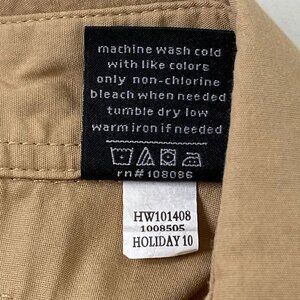 machine wash cold
with like colors
only non-chlorine
bleach when needed
tumble dry low
warm iron if needed
rn# 108086
HW101408
1008505
HOLIDAY 10